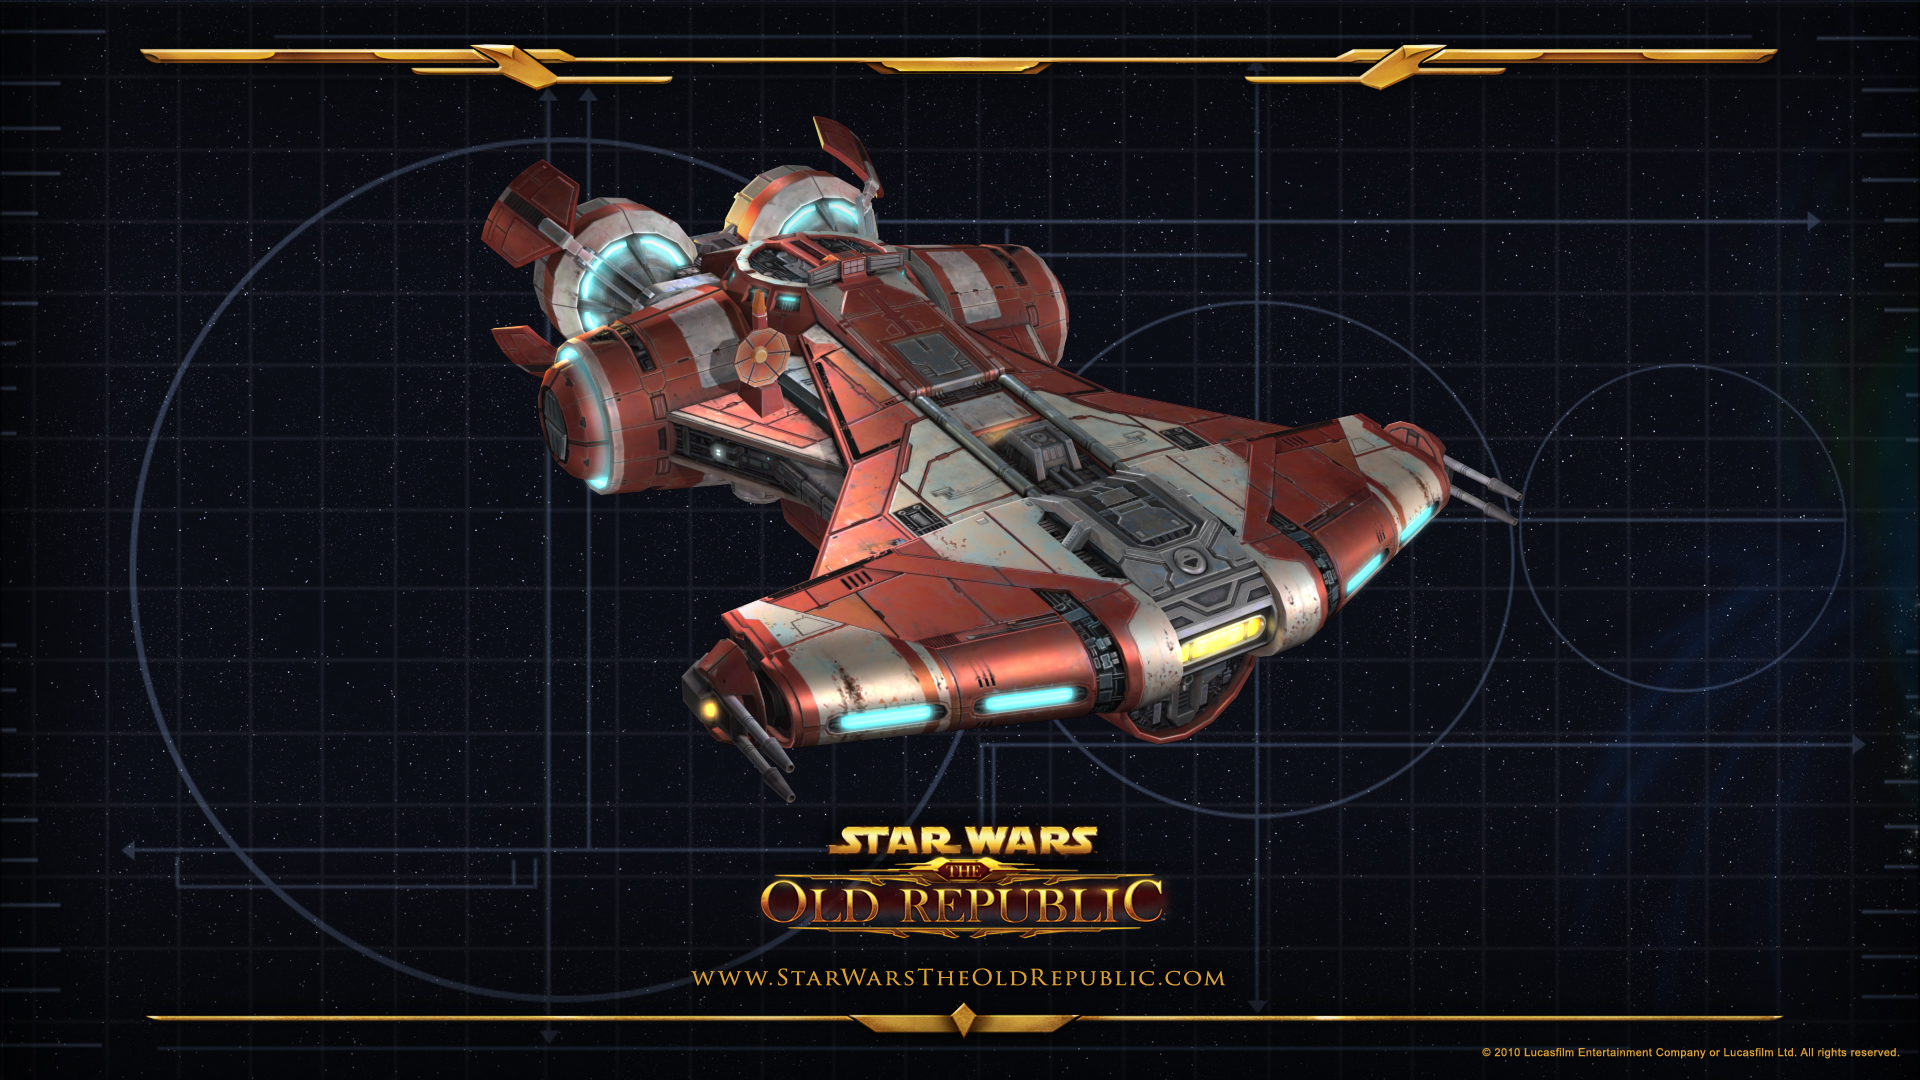 STAR WARS
THE
OLD REPUBLIC
WWW.STARWARSTHEOLDREPUBLIC.COM
© 2010 Lucasfilm Entertainment Company or Lucasfilm Ltd. All rights reserved.